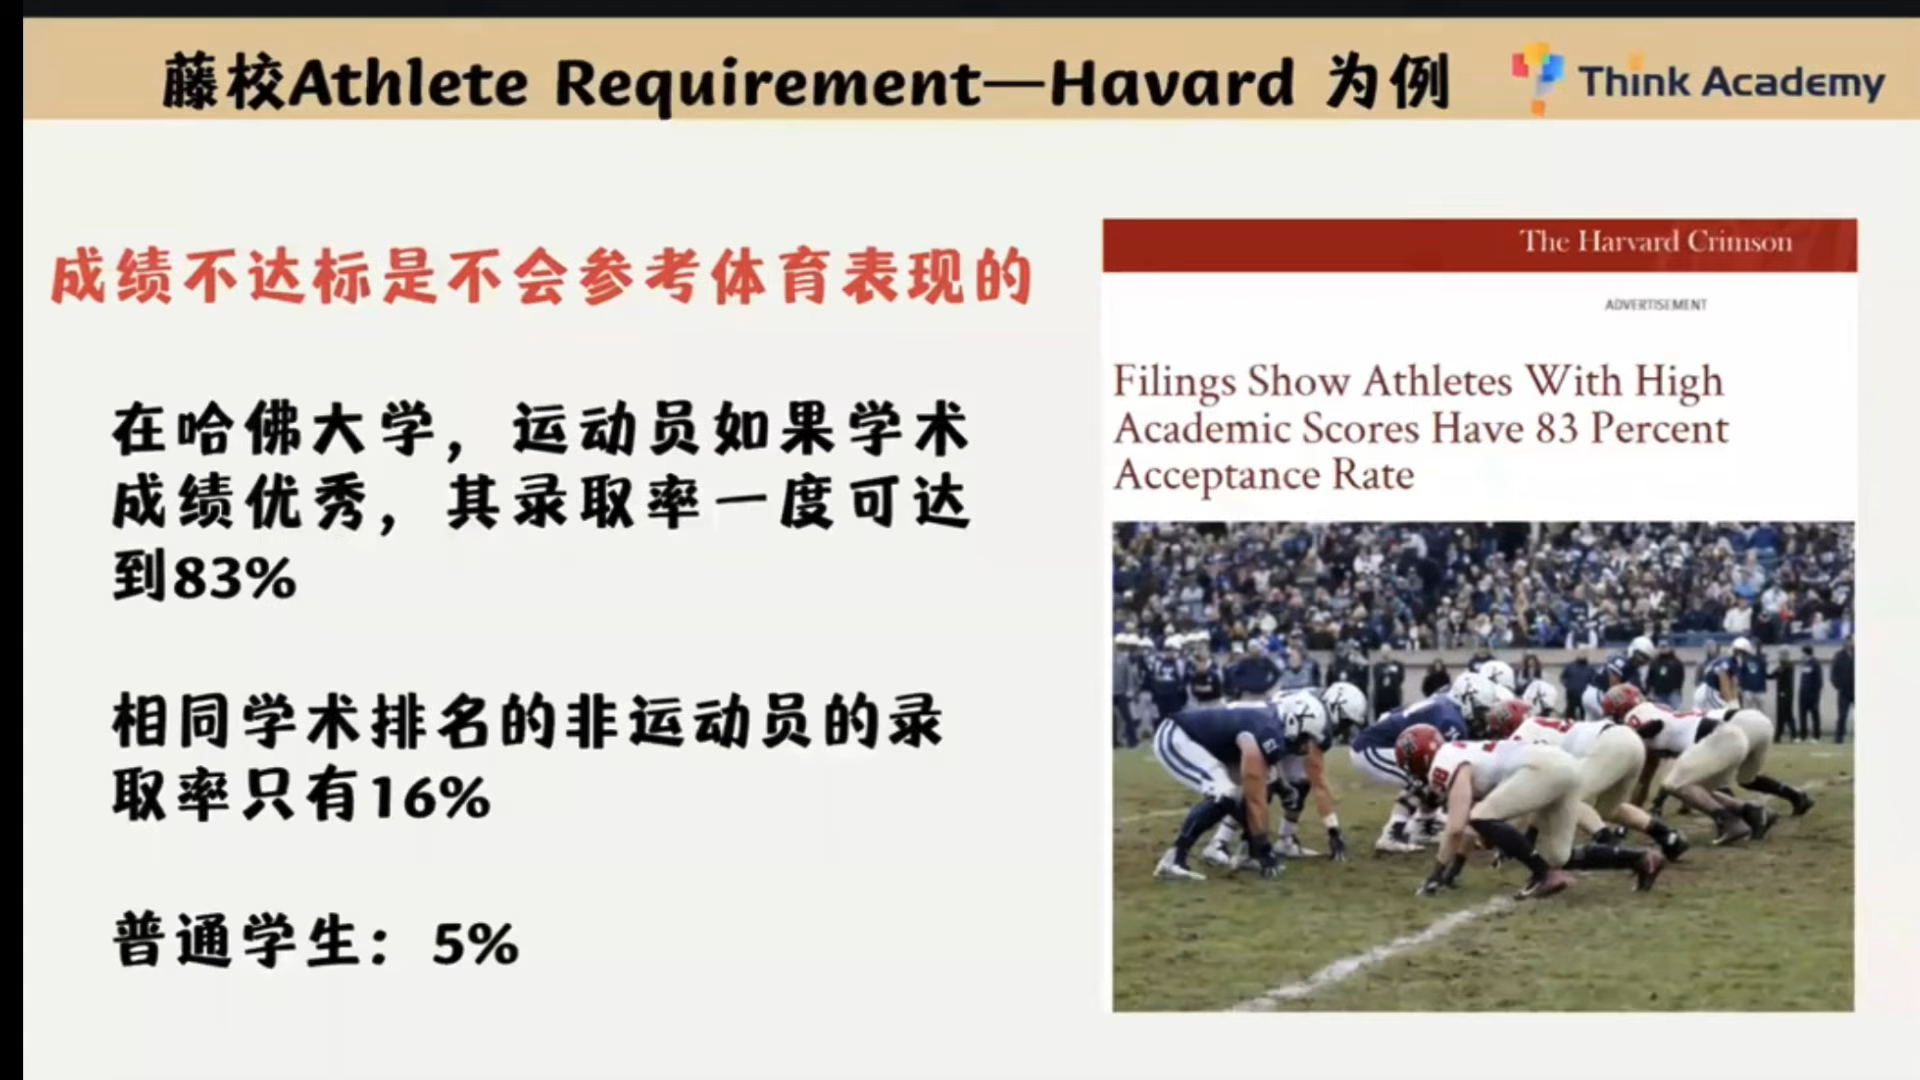 藤校Athlete Requirement—Havard 为例
Think Academy
成绩不达标是不会参考体育表现的
在哈佛大学，运动员如果学术
成绩优秀，其录取率一度可达
到83%
相同学术排名的非运动员的录
取率只有16%
普通学生：5%
The Harvard Crimson
ADVERTISEMENT
Filings Show Athletes With High
Academic Scores Have 83 Percent
Acceptance Rate